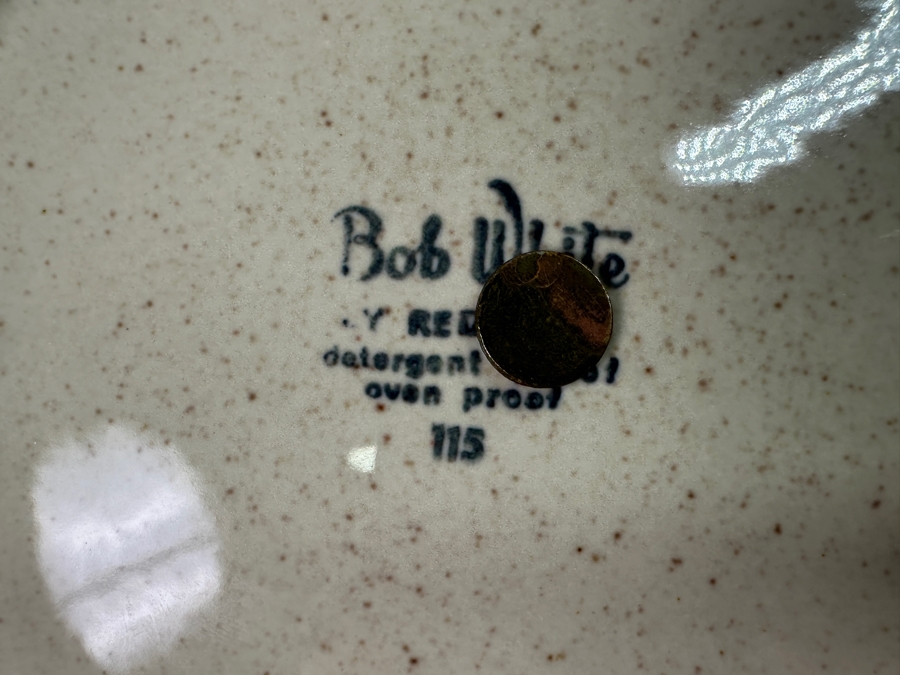 Bob White
Y RED
detergent
oven proof
115